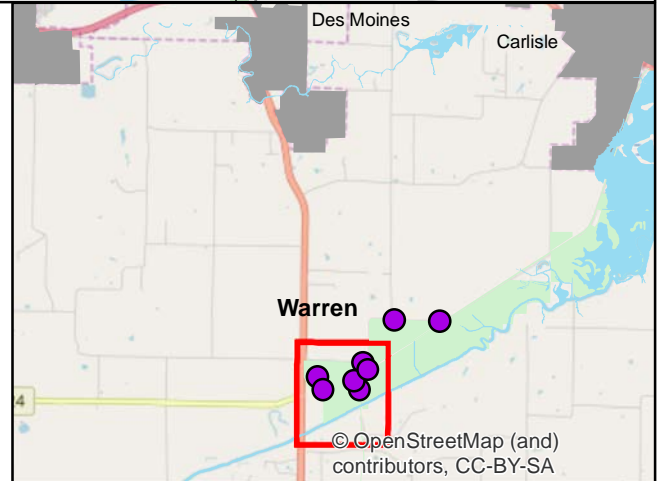 Des Moines
Carlisle
Warren
24
© OpenStreetMap (and)
contributors, CC-BY-SA